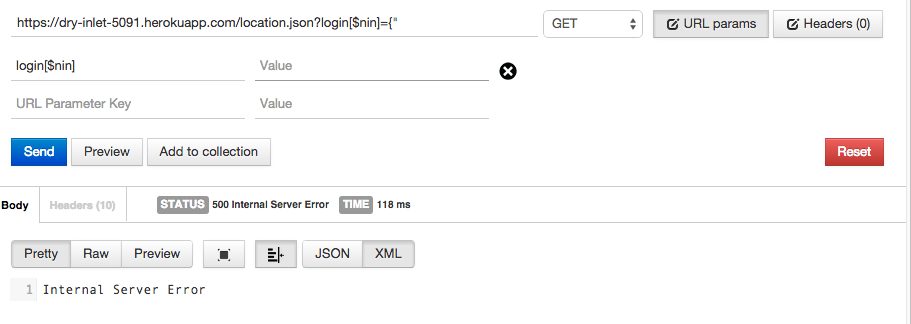 https://dry-inlet-5091.herokuapp.com/location.json?login[$nin]={" GET URL params Headers (0)
login[$nin] Value
URL Parameter Key Value
Send Preview Add to collection Reset
Body Headers (10) STATUS 500 Internal Server Error TIME 118 ms
Pretty Raw Preview JSON XML
1 Internal Server Error